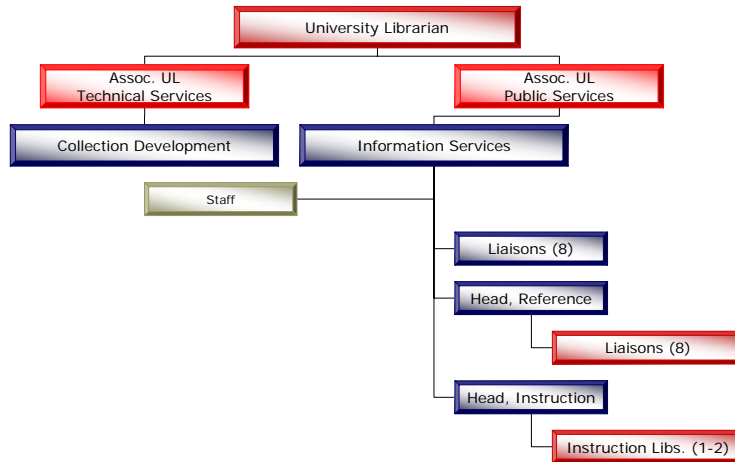 University Librarian
Assoc. UL
Technical Services
Assoc. UL
Public Services
Collection Development
Information Services
Staff
Liaisons (8)
Head, Reference
Liaisons (8)
Head, Instruction
Instruction Libs. (1-2)